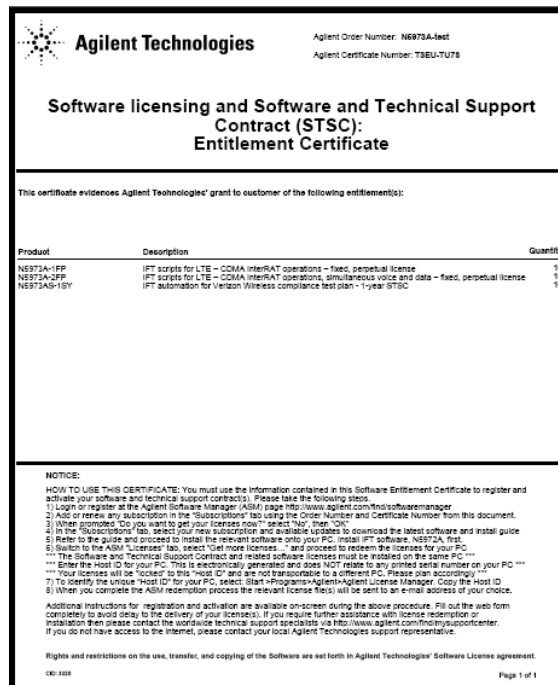 Agilent Technologies
Agilent Order Number: N5973A-test
Agilent Certificate Number: TSEU-TU78
Software licensing and Software and Technical Support
Contract (STSC):
Entitlement Certificate
This certificate evidences Agilent Technologies' grant to customer of the following entitlement(s):
Product Description Quantit
N5973A-1FP IFT scripts for LTE – CDMA InterRAT operations – fixed, perpetual license 1
N5973A-2FP IFT scripts for LTE – CDMA InterRAT operations, simultaneous voice and data – fixed, perpetual license 1
N5973AS-1SY IFT automation for Verizon Wireless compliance test plan - 1-year STSC 1
NOTICE:
HOW TO USE THIS CERTIFICATE: You must use the information contained in this Software Entitlement Certificate to register and
activate your software and technical support contract(s). Please take the following steps.
1) Login or register at the Agilent Software Manager (ASM) page http://www.agilent.com/find/softwaremanager
2) Add or renew any subscription in the "Subscriptions" tab using the Order Number and Certificate Number from this document.
3) When prompted "Do you want to get your licenses now?" select "No", then "OK"
4) In the "Subscriptions" tab, select your new subscription and available updates to download the latest software and install guide
5) Refer to the guide and proceed to install the relevant software onto your PC. Install IFT software, N5972A, first.
6) Switch to the ASM "Licenses" tab, select "Get more licenses..." and proceed to redeem the licenses for your PC
*** The Software and Technical Support Contract and related software licenses must be installed on the same PC ***
*** Enter the Host ID for your PC. This is electronically generated and does NOT relate to any printed serial number on your PC ***
*** Your licenses will be "locked" to this "Host ID" and are not transportable to a different PC. Please plan accordingly ***
7) To identify the unique "Host ID" for your PC, select: Start >Programs>Agilent>Agilent License Manager: Copy the Host ID
8) When you complete the ASM redemption process the relevant license file(s) will be sent to an e-mail address of your choice.
Additional instructions for registration and activation are available on-screen during the above procedure. Fill out the web form
completely to avoid delay to the delivery of your license(s). If you require further assistance with license redemption or
installation then please contact the worldwide technical support specialists via http://www.agilent.com/find/mysupportcenter.
If you do not have access to the internet, please contact your local Agilent Technologies support representative.
Rights and restrictions on the use, transfer, and copying of the Software are set forth in Agilent Technologies' Software License agreement.
Page 1 of 1